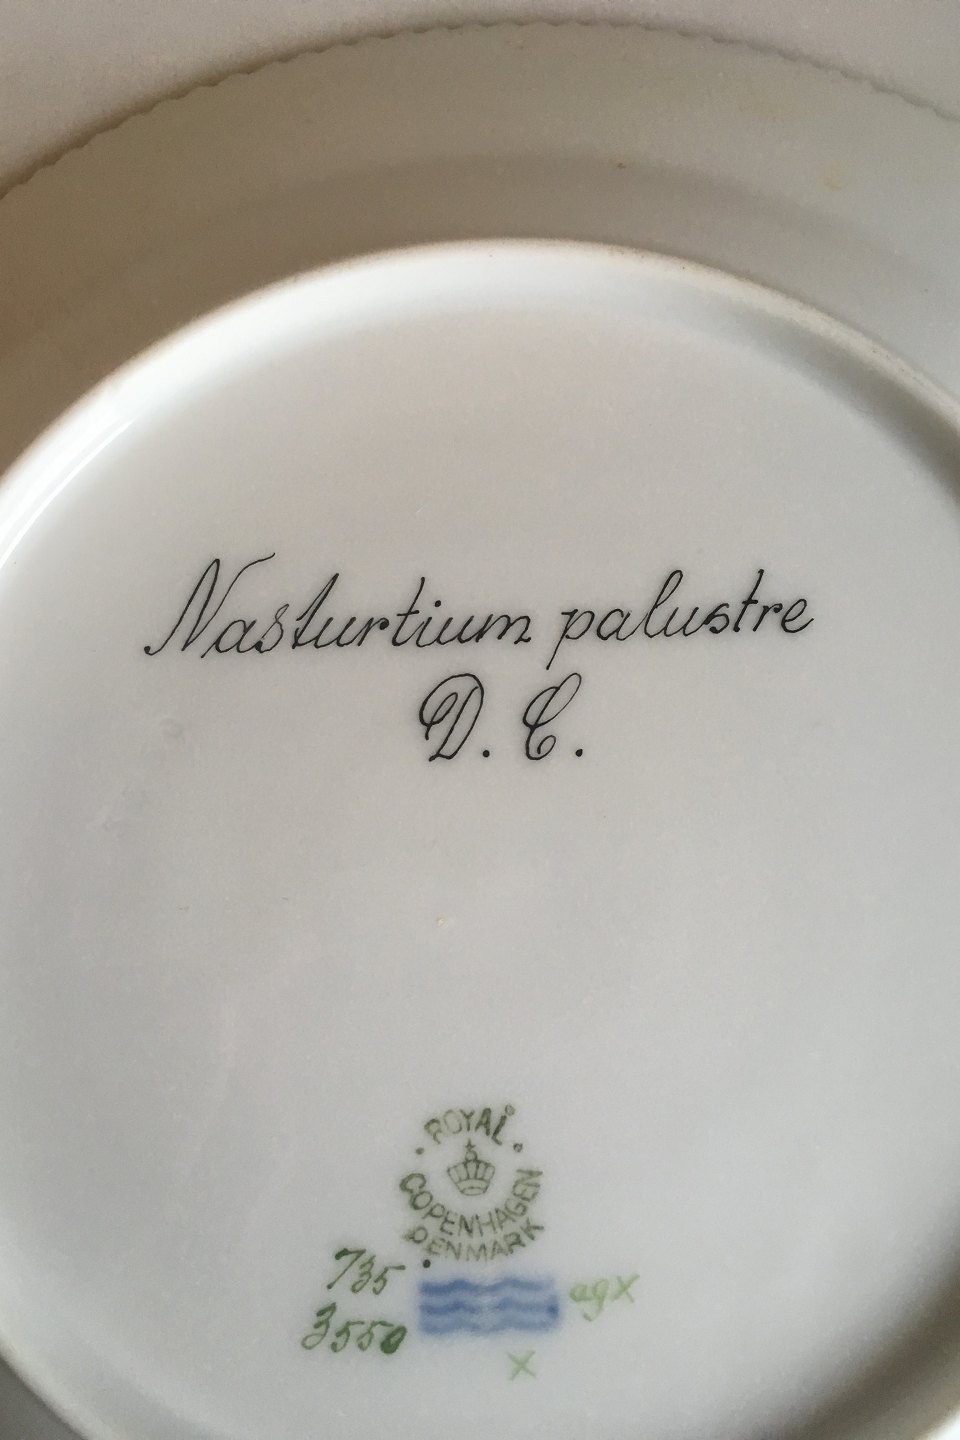 Nasturtium palustre
D. C.
ROYAL
COPENHAGEN
DENMARK
735
3550
agx
x